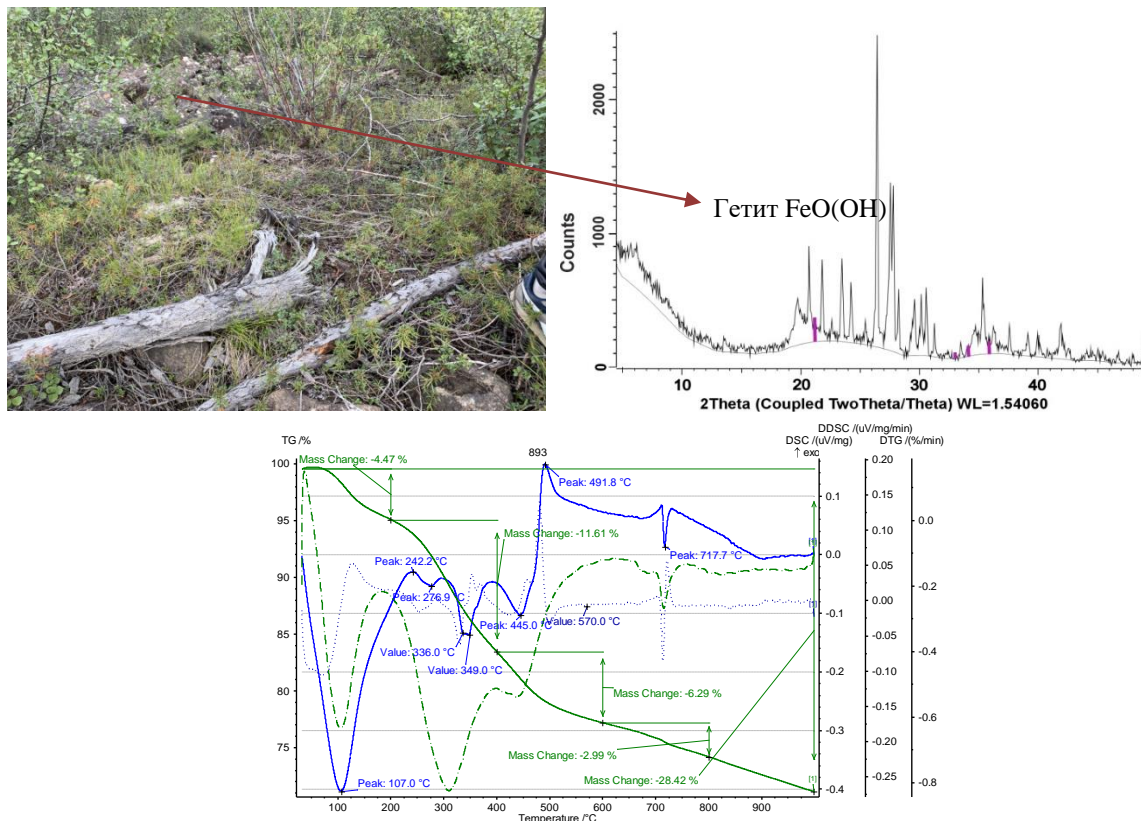 Counts
2000
1000
0
Гетит FeO(OH)
10 20 30 40
2Theta (Coupled TwoTheta/Theta) WL=1.54060
TG /%
893
DDSC /(uV/mg/min)
DSC /(uV/mg) DTG /(%/min)
↑ exo
Mass Change: -4.47 %
Peak: 491.8 °C
Mass Change: -11.61 %
Peak: 242.2 °C
Peak: 276.9 °C
Peak: 445.0 °C
Peak: 717.7 °C
Value: 570.0 °C
Value: 336.0 °C
Value: 349.0 °C
Mass Change: -6.29 %
Mass Change: -2.99 %
Mass Change: -28.42 %
Peak: 107.0 °C
[1]
100
95
90
85
80
75
0.1
0.0
-0.1
-0.2
-0.3
-0.4
0.20
0.15
0.10
0.05
0.00
-0.05
-0.10
-0.15
-0.20
-0.25
0.0
-0.2
-0.4
-0.6
-0.8
100 200 300 400 500 600 700 800 900
Temperature /°C